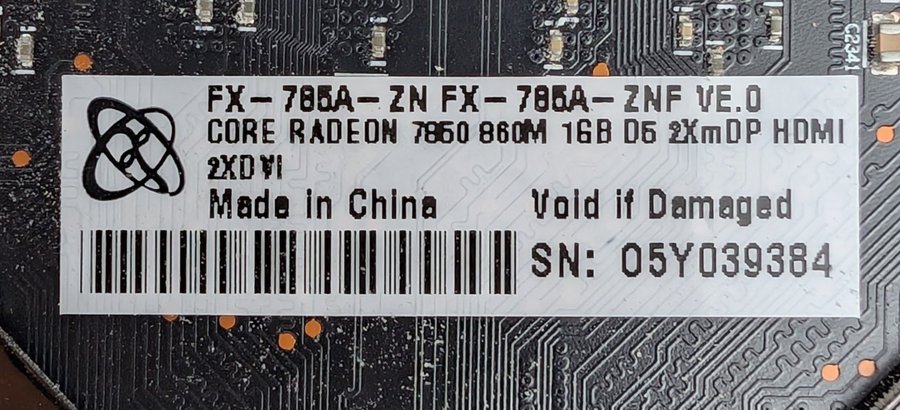 FX-785A-ZN FX-785A-ZNF VE.0
CORE RADEON 7850 860M 1GB D5 2XmDP HDMI
2XDVI
Made in China Void if Damaged
SN: 05Y039384
C2341